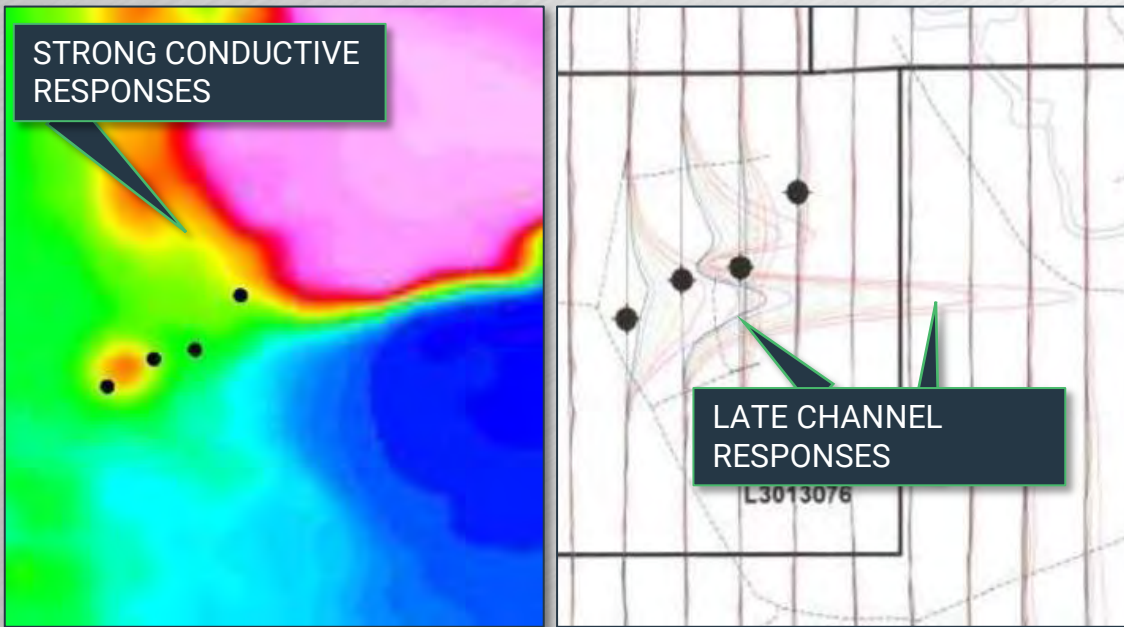 STRONG CONDUCTIVE
RESPONSES
LATE CHANNEL
RESPONSES
L3013076